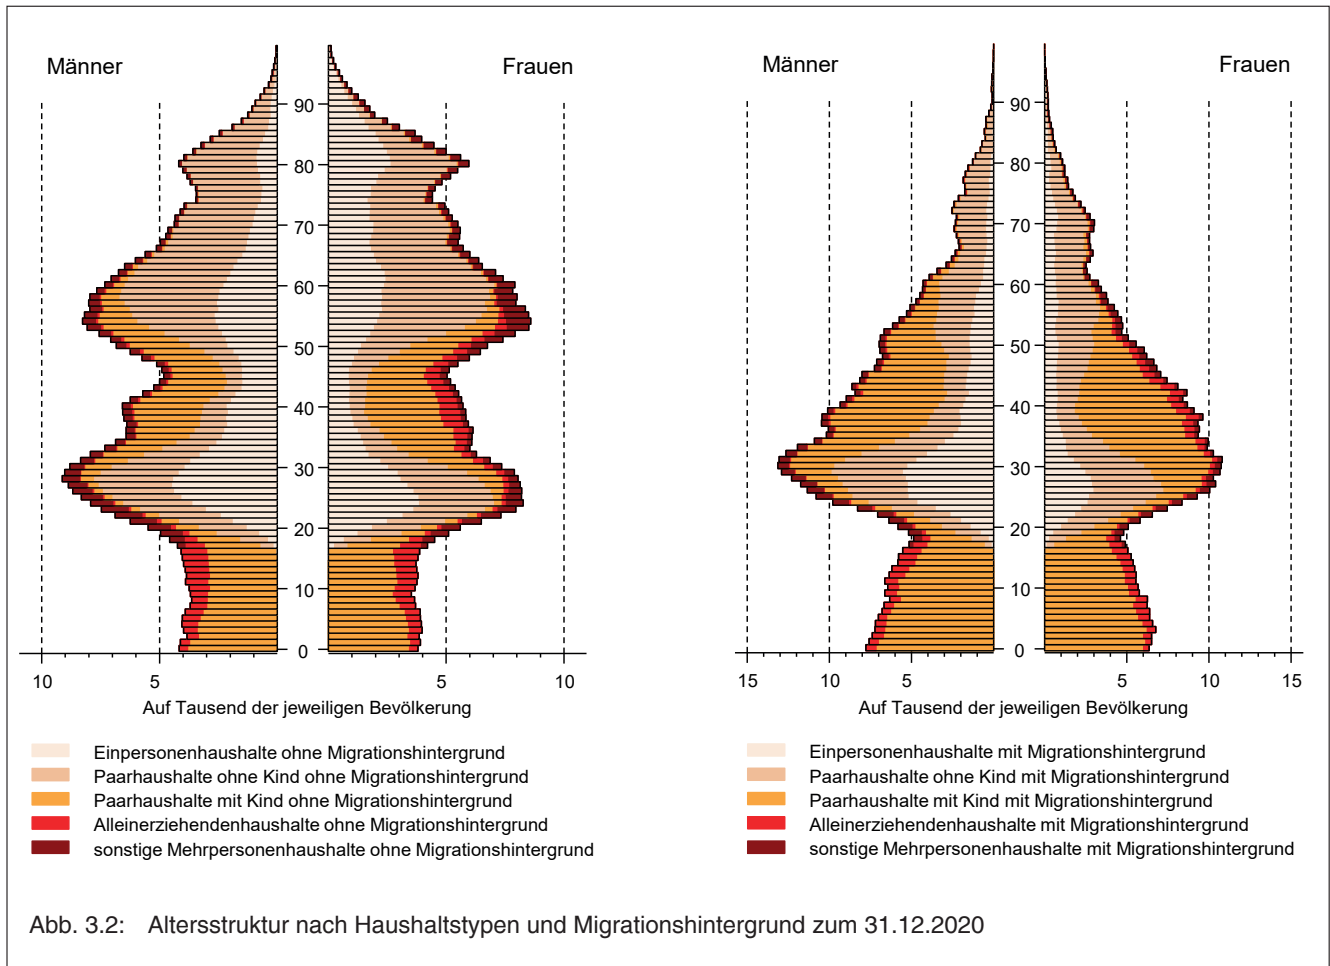 Männer
Frauen
90
80
70
60
50
40
30
20
10
0
10
5
5
10
Auf Tausend der jeweiligen Bevölkerung
Einpersonenhaushalte ohne Migrationshintergrund
Paarhaushalte ohne Kind ohne Migrationshintergrund
Paarhaushalte mit Kind ohne Migrationshintergrund
Alleinerziehendenhaushalte ohne Migrationshintergrund
sonstige Mehrpersonenhaushalte ohne Migrationshintergrund
Männer
Frauen
90
80
70
60
50
40
30
20
10
0
15
10
5
5
10
15
Auf Tausend der jeweiligen Bevölkerung
Einpersonenhaushalte mit Migrationshintergrund
Paarhaushalte ohne Kind mit Migrationshintergrund
Paarhaushalte mit Kind mit Migrationshintergrund
Alleinerziehendenhaushalte mit Migrationshintergrund
sonstige Mehrpersonenhaushalte mit Migrationshintergrund
Abb. 3.2: Altersstruktur nach Haushaltstypen und Migrationshintergrund zum 31.12.2020